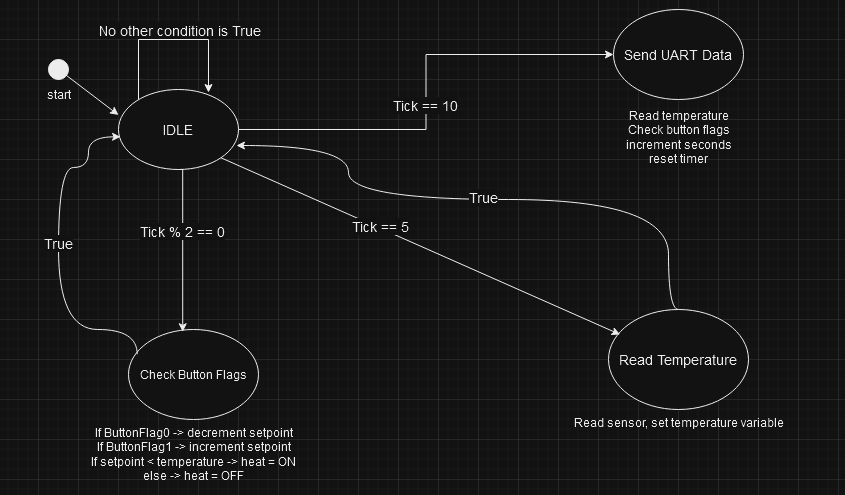 No other condition is True
start
Send UART Data
Tick == 10
Read temperature
Check button flags
increment seconds
reset timer
IDLE
True
Tick == 5
Tick % 2 == 0
True
Read Temperature
Check Button Flags
Read sensor, set temperature variable
If ButtonFlag0 -> decrement setpoint
If ButtonFlag1 -> increment setpoint
If setpoint < temperature -> heat = ON
else -> heat = OFF